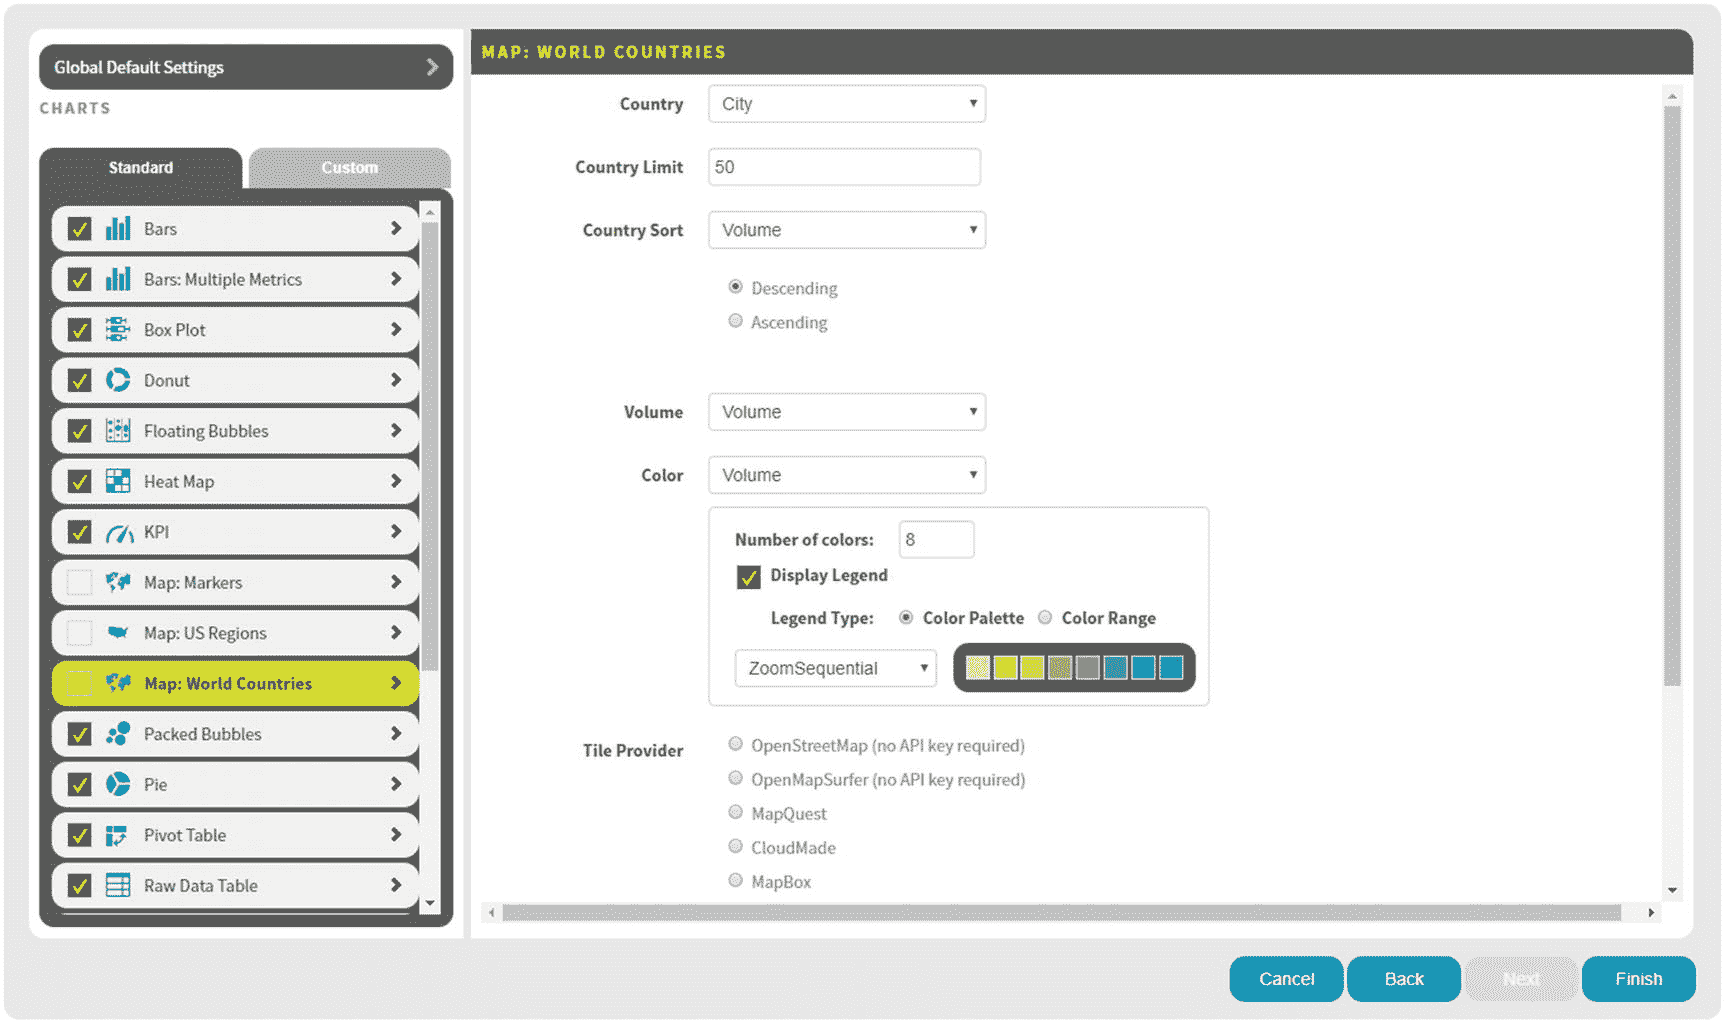 Global Default Settings
CHARTS
Standard
Custom
Bars
Bars: Multiple Metrics
Box Plot
Donut
Floating Bubbles
Heat Map
KPI
Map: Markers
Map: US Regions
Map: World Countries
Packed Bubbles
Pie
Pivot Table
Raw Data Table
MAP: WORLD COUNTRIES
Country City
Country Limit 50
Country Sort Volume
Descending
Ascending
Volume Volume
Color Volume
Number of colors: 8
Display Legend
Legend Type: Color Palette Color Range
ZoomSequential
Tile Provider OpenStreetMap (no API key required)
OpenMapSurfer (no API key required)
MapQuest
CloudMade
MapBox
Cancel Back Next Finish